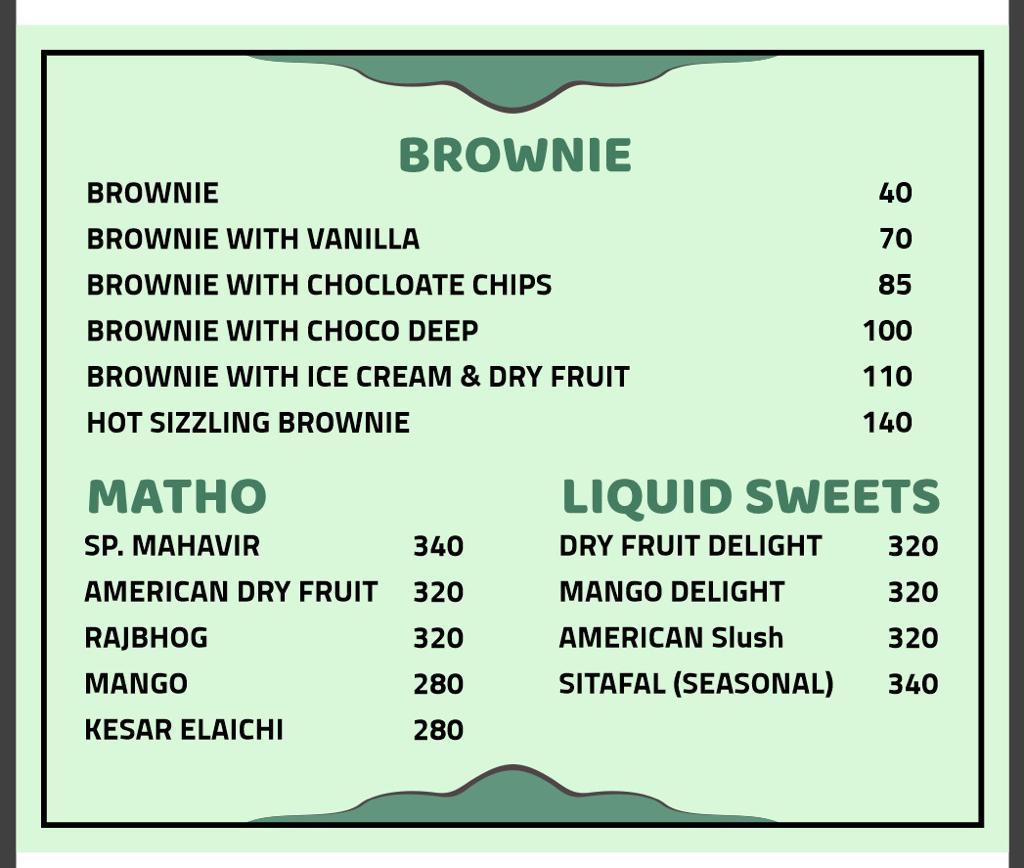 BROWNIE
BROWNIE 40
BROWNIE WITH VANILLA 70
BROWNIE WITH CHOCLOATE CHIPS 85
BROWNIE WITH CHOCO DEEP 100
BROWNIE WITH ICE CREAM & DRY FRUIT 110
HOT SIZZLING BROWNIE 140
MATHO
SP. MAHAVIR 340
AMERICAN DRY FRUIT 320
RAJBHOG 320
MANGO 280
KESAR ELAICHI 280
LIQUID SWEETS
DRY FRUIT DELIGHT 320
MANGO DELIGHT 320
AMERICAN Slush 320
SITAFAL (SEASONAL) 340